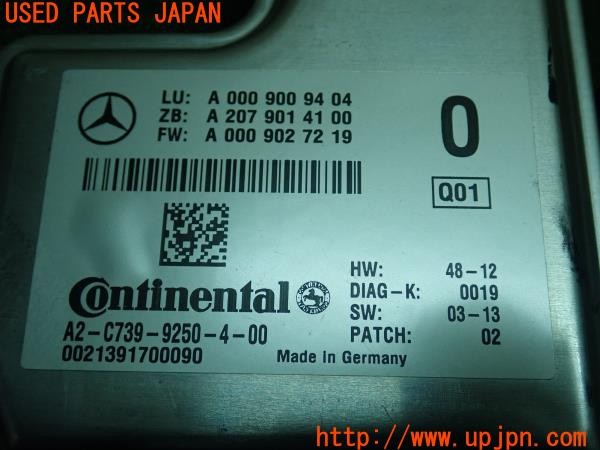 USED PARTS JAPAN
LU: A 000 900 94 04
ZB: A 207 901 41 00
FW: A 000 902 72 19
0
Q01
Continental
HW: 48-12
DIAG-K: 0019
SW: 03-13
PATCH: 02
A2-C739-9250-4-00
0021391700090
Made in Germany
http://www.upjpn.com/